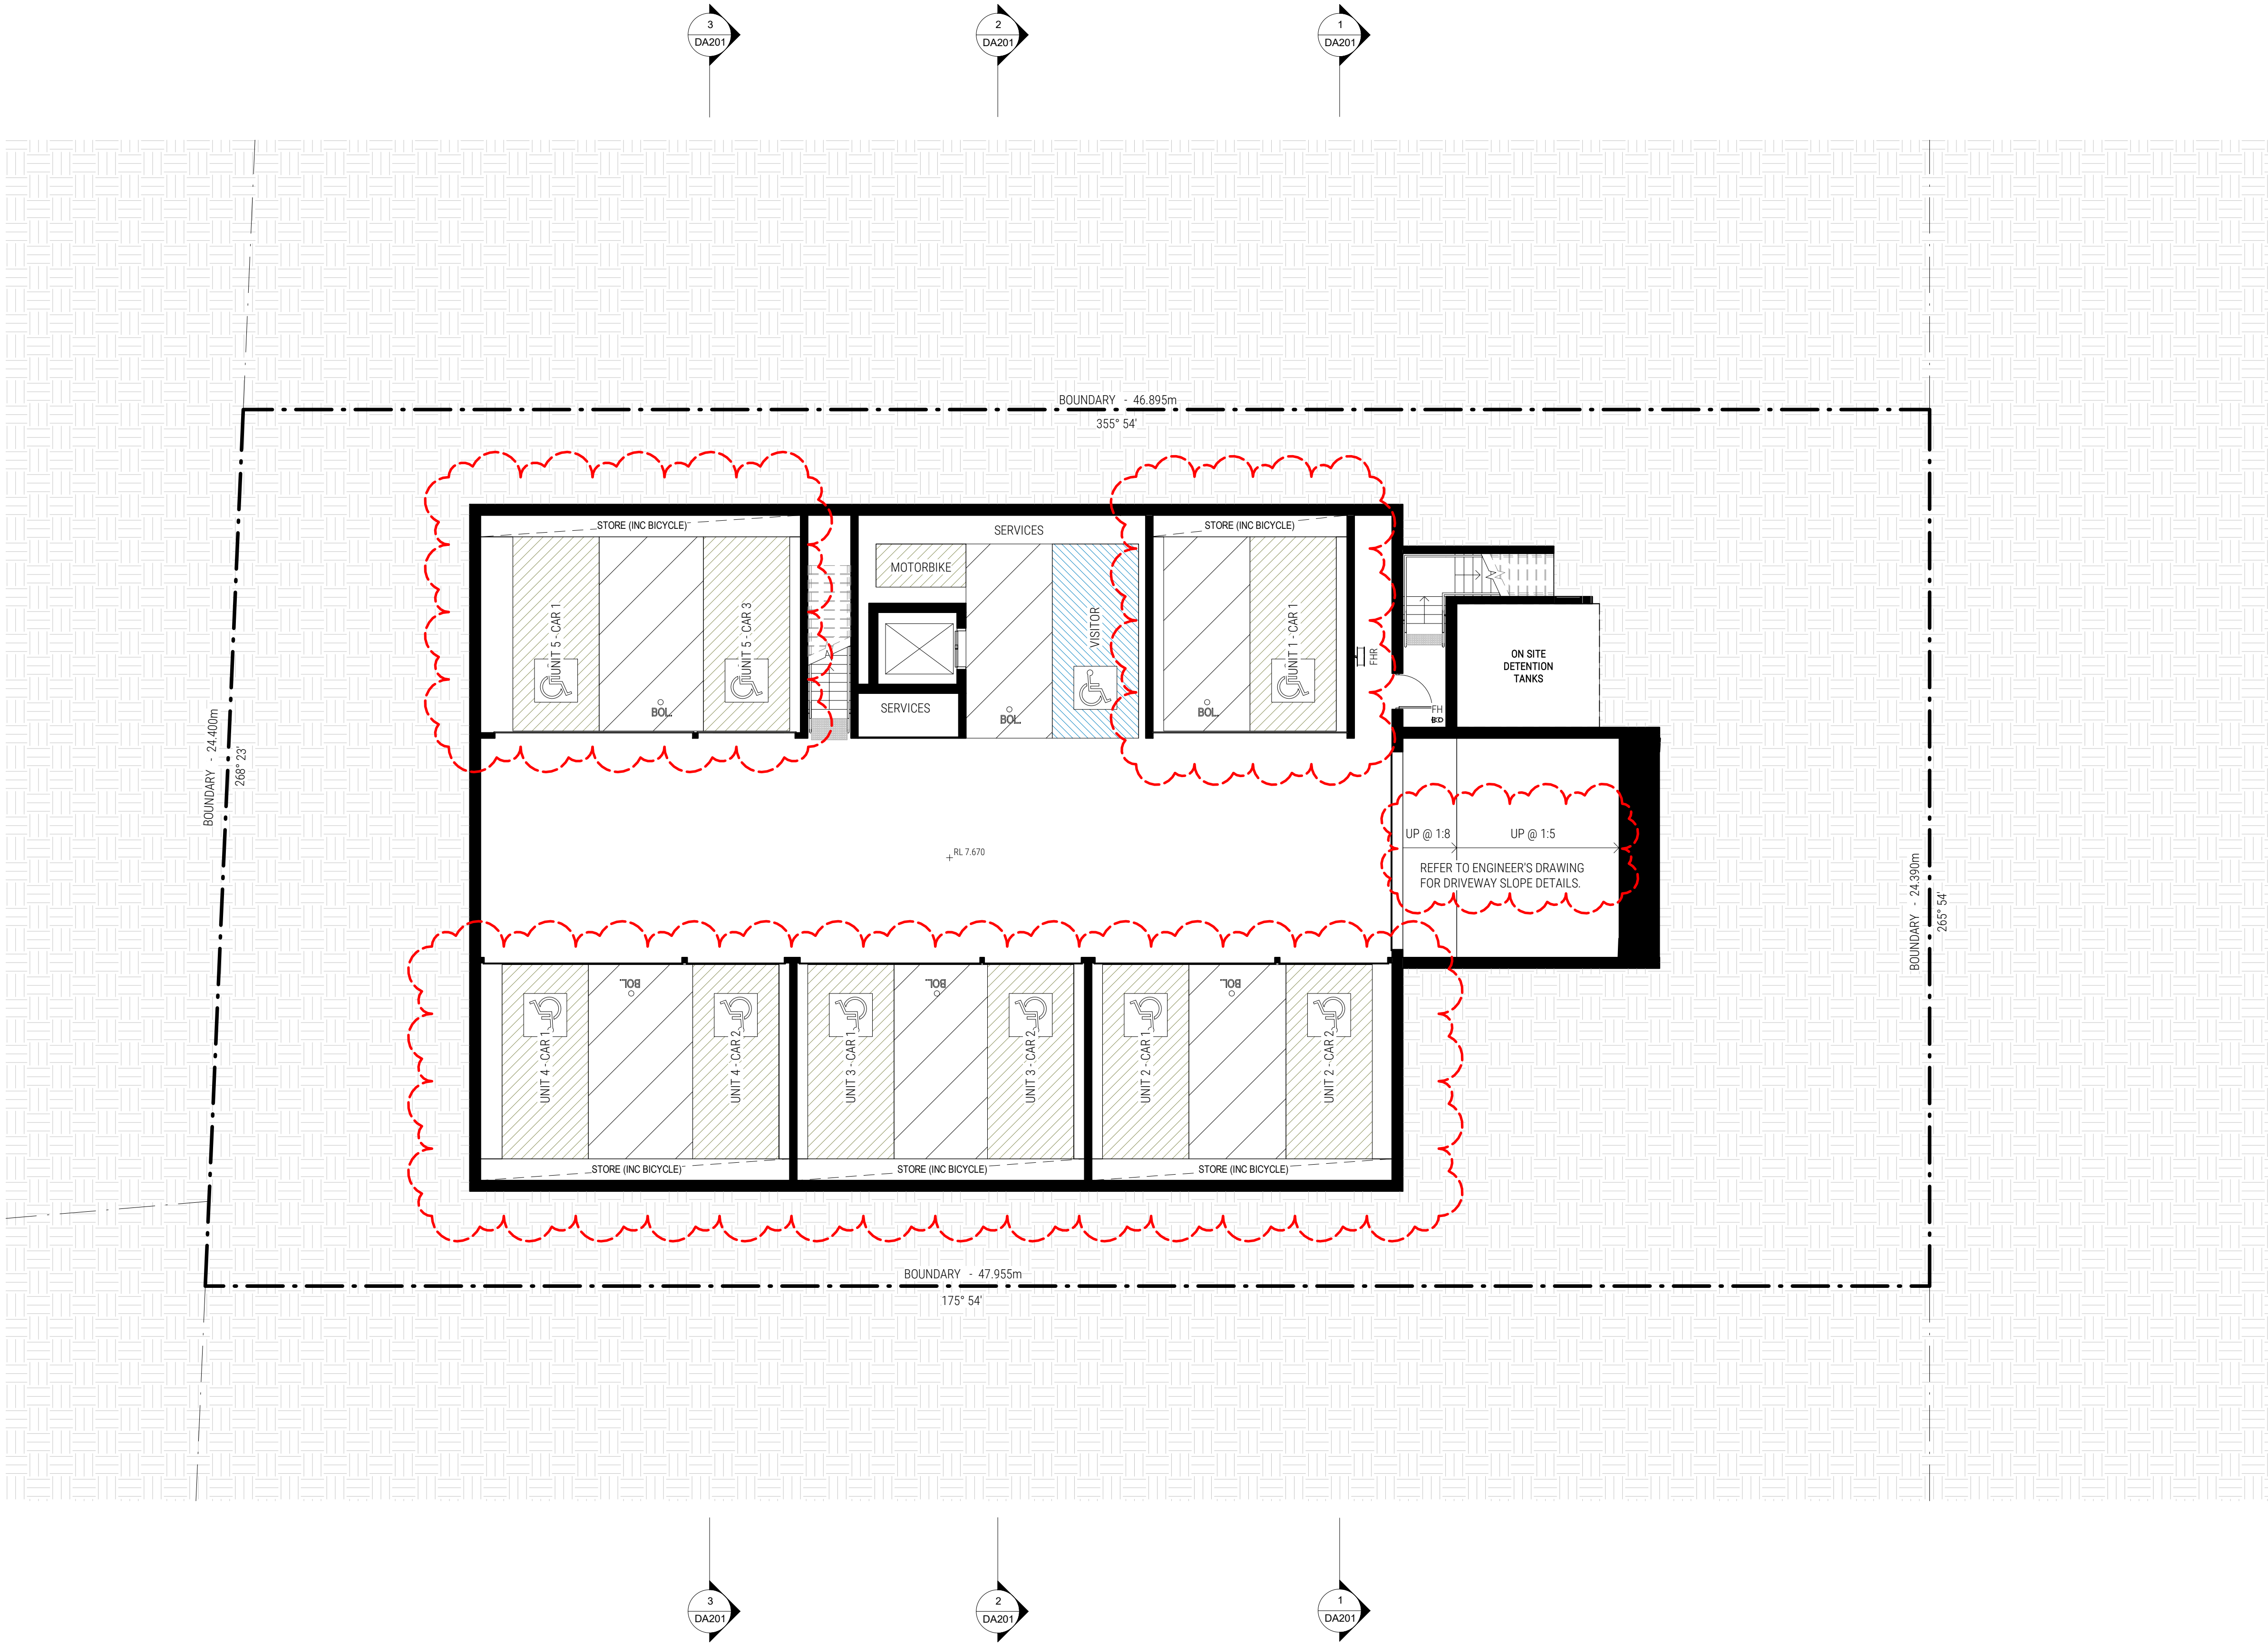 3
DA201
2
DA201
1
DA201
BOUNDARY - 46.895m
355° 54'
STORE (INC BICYCLE)
SERVICES
STORE (INC BICYCLE)
MOTORBIKE
UNIT 5 - CAR 1
UNIT 5 - CAR 3
VISITOR
UNIT 1 - CAR 1
FHR
ON SITE
DETENTION
TANKS
BOL.
SERVICES
BOL.
BOL.
FH
BOUNDARY - 24.400m
268° 23'
UP @ 1:8
UP @ 1:5
RL 7.670
REFER TO ENGINEER'S DRAWING
FOR DRIVEWAY SLOPE DETAILS.
BOUNDARY - 24.390m
265° 54'
BOL.
BOL.
BOL.
UNIT 4 - CAR 1
UNIT 4 - CAR 2
UNIT 3 - CAR 1
UNIT 3 - CAR 2
UNIT 2 - CAR 1
UNIT 2 - CAR 2
STORE (INC BICYCLE)
STORE (INC BICYCLE)
STORE (INC BICYCLE)
BOUNDARY - 47.955m
175° 54'
3
DA201
2
DA201
1
DA201